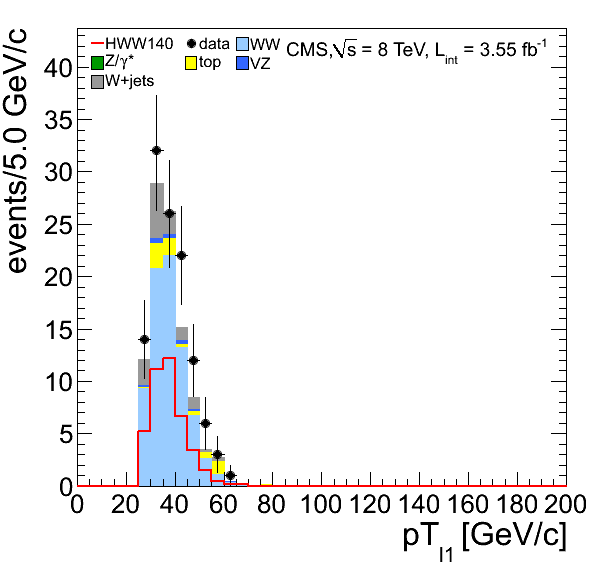 HWW140 data WW CMS,√s = 8 TeV, L_int = 3.55 fb^-1
Z/γ* top VZ
W+jets
events/5.0 GeV/c
40
35
30
25
20
15
10
5
0
0 20 40 60 80 100 120 140 160 180 200
pT_l1 [GeV/c]